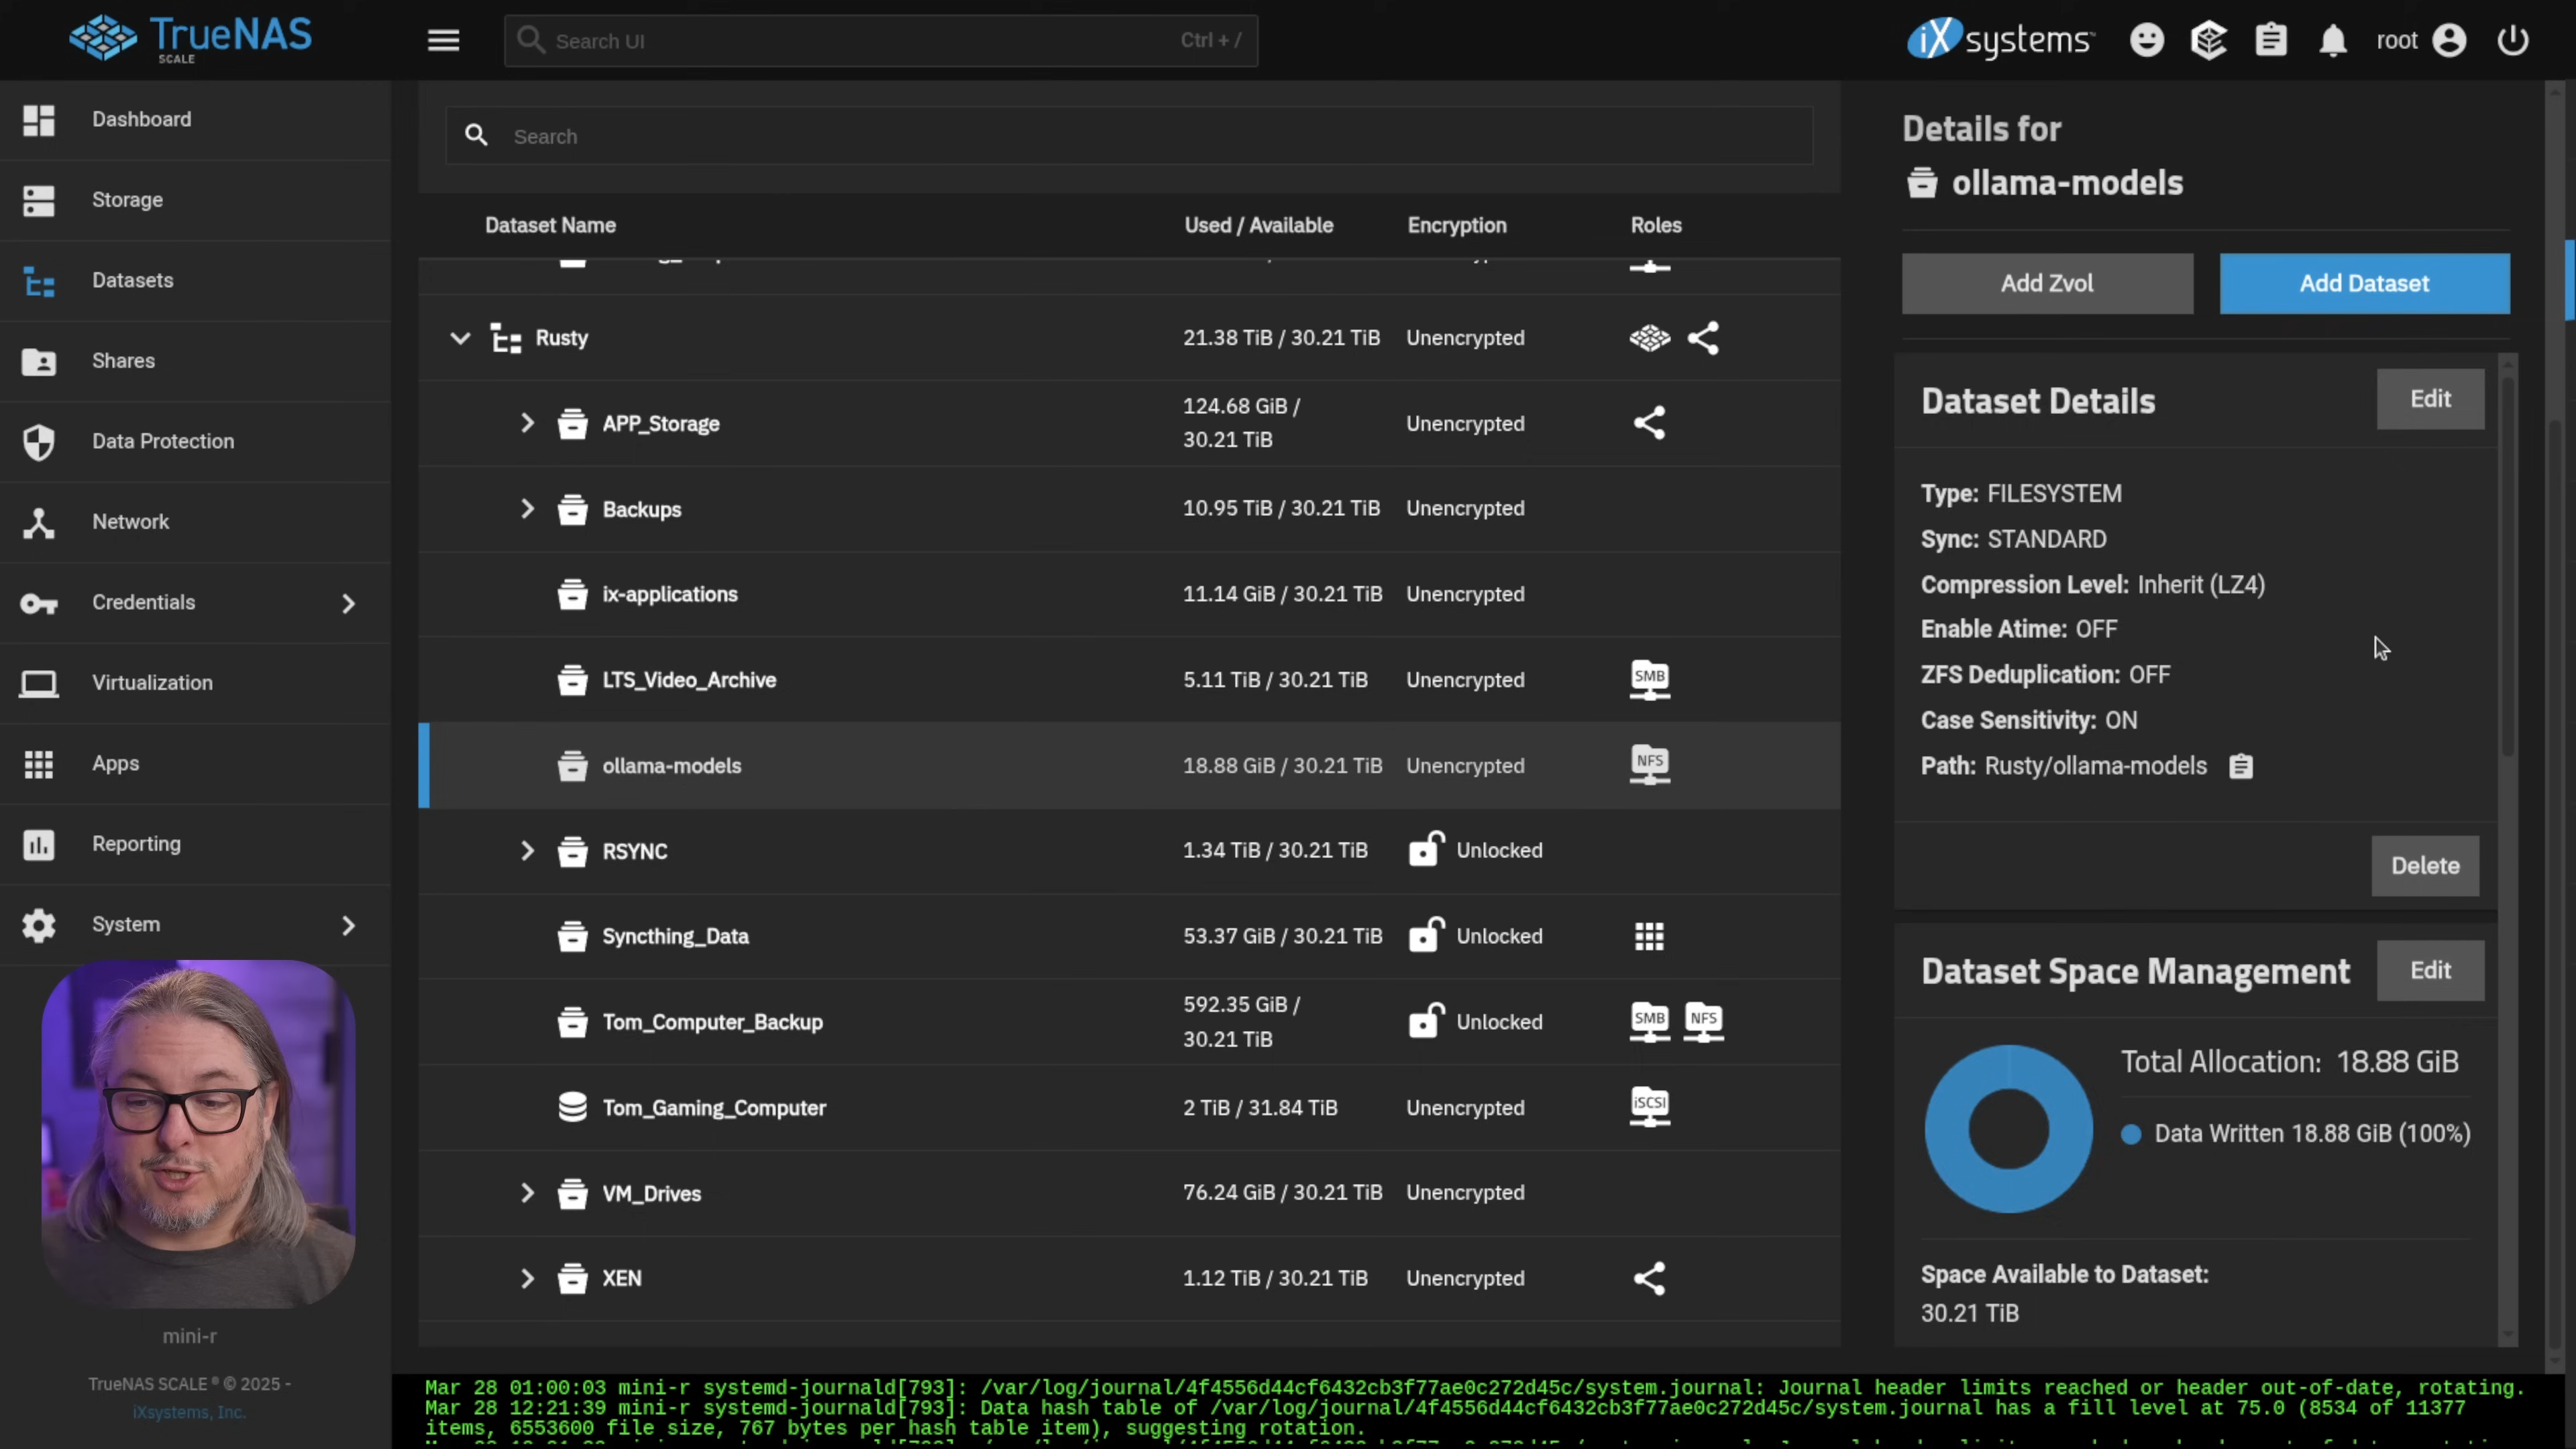 TrueNAS
SCALE
Search UI
Ctrl + /
iXsystems™
root
Dashboard
Storage
Datasets
Shares
Data Protection
Network
Credentials
Virtualization
Apps
Reporting
System
mini-r
TrueNAS SCALE ® © 2025 -
iXsystems, Inc.
Search
Dataset Name Used / Available Encryption Roles
Rusty 21.38 TiB / 30.21 TiB Unencrypted
APP_Storage 124.68 GiB /
30.21 TiB Unencrypted
Backups 10.95 TiB / 30.21 TiB Unencrypted
ix-applications 11.14 GiB / 30.21 TiB Unencrypted
LTS_Video_Archive 5.11 TiB / 30.21 TiB Unencrypted SMB
ollama-models 18.88 GiB / 30.21 TiB Unencrypted NFS
RSYNC 1.34 TiB / 30.21 TiB Unlocked
Syncthing_Data 53.37 GiB / 30.21 TiB Unlocked
Tom_Computer_Backup 592.35 GiB /
30.21 TiB Unlocked SMB NFS
Tom_Gaming_Computer 2 TiB / 31.84 TiB Unencrypted iSCSI
VM_Drives 76.24 GiB / 30.21 TiB Unencrypted
XEN 1.12 TiB / 30.21 TiB Unencrypted
Details for
ollama-models
Add Zvol
Add Dataset
Dataset Details
Edit
Type: FILESYSTEM
Sync: STANDARD
Compression Level: Inherit (LZ4)
Enable Atime: OFF
ZFS Deduplication: OFF
Case Sensitivity: ON
Path: Rusty/ollama-models
Delete
Dataset Space Management
Edit
Total Allocation: 18.88 GiB
Data Written 18.88 GiB (100%)
Space Available to Dataset:
30.21 TiB
Mar 28 01:00:03 mini-r systemd-journald[793]: /var/log/journal/4f4556d44cf6432cb3f77ae0c272d45c/system.journal: Journal header limits reached or header out-of-date, rotating.
Mar 28 12:21:39 mini-r systemd-journald[793]: Data hash table of /var/log/journal/4f4556d44cf6432cb3f77ae0c272d45c/system.journal has a fill level at 75.0 (8534 of 11377
items, 6553600 file size, 767 bytes per hash table item), suggesting rotation.